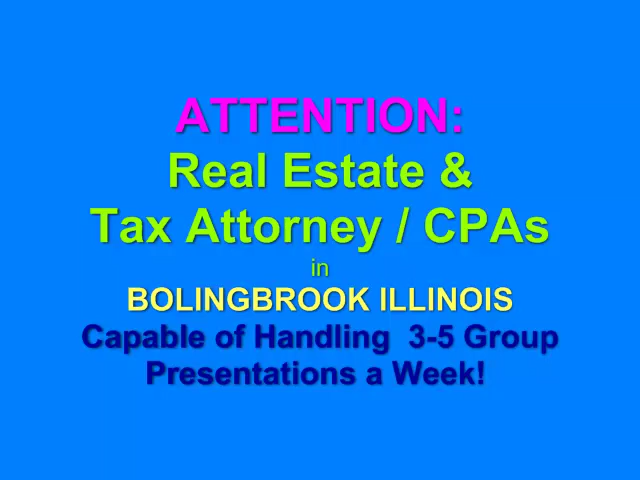 ATTENTION:
Real Estate &
Tax Attorney / CPAs
in
BOLINGBROOK ILLINOIS
Capable of Handling  3-5 Group
Presentations a Week!